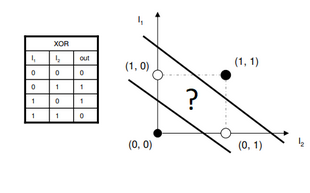 XOR
I₁ I₂ out
0 0 0
0 1 1
1 0 1
1 1 0
I₁
(1, 0)
(1, 1)
?
(0, 0)
(0, 1)
I₂